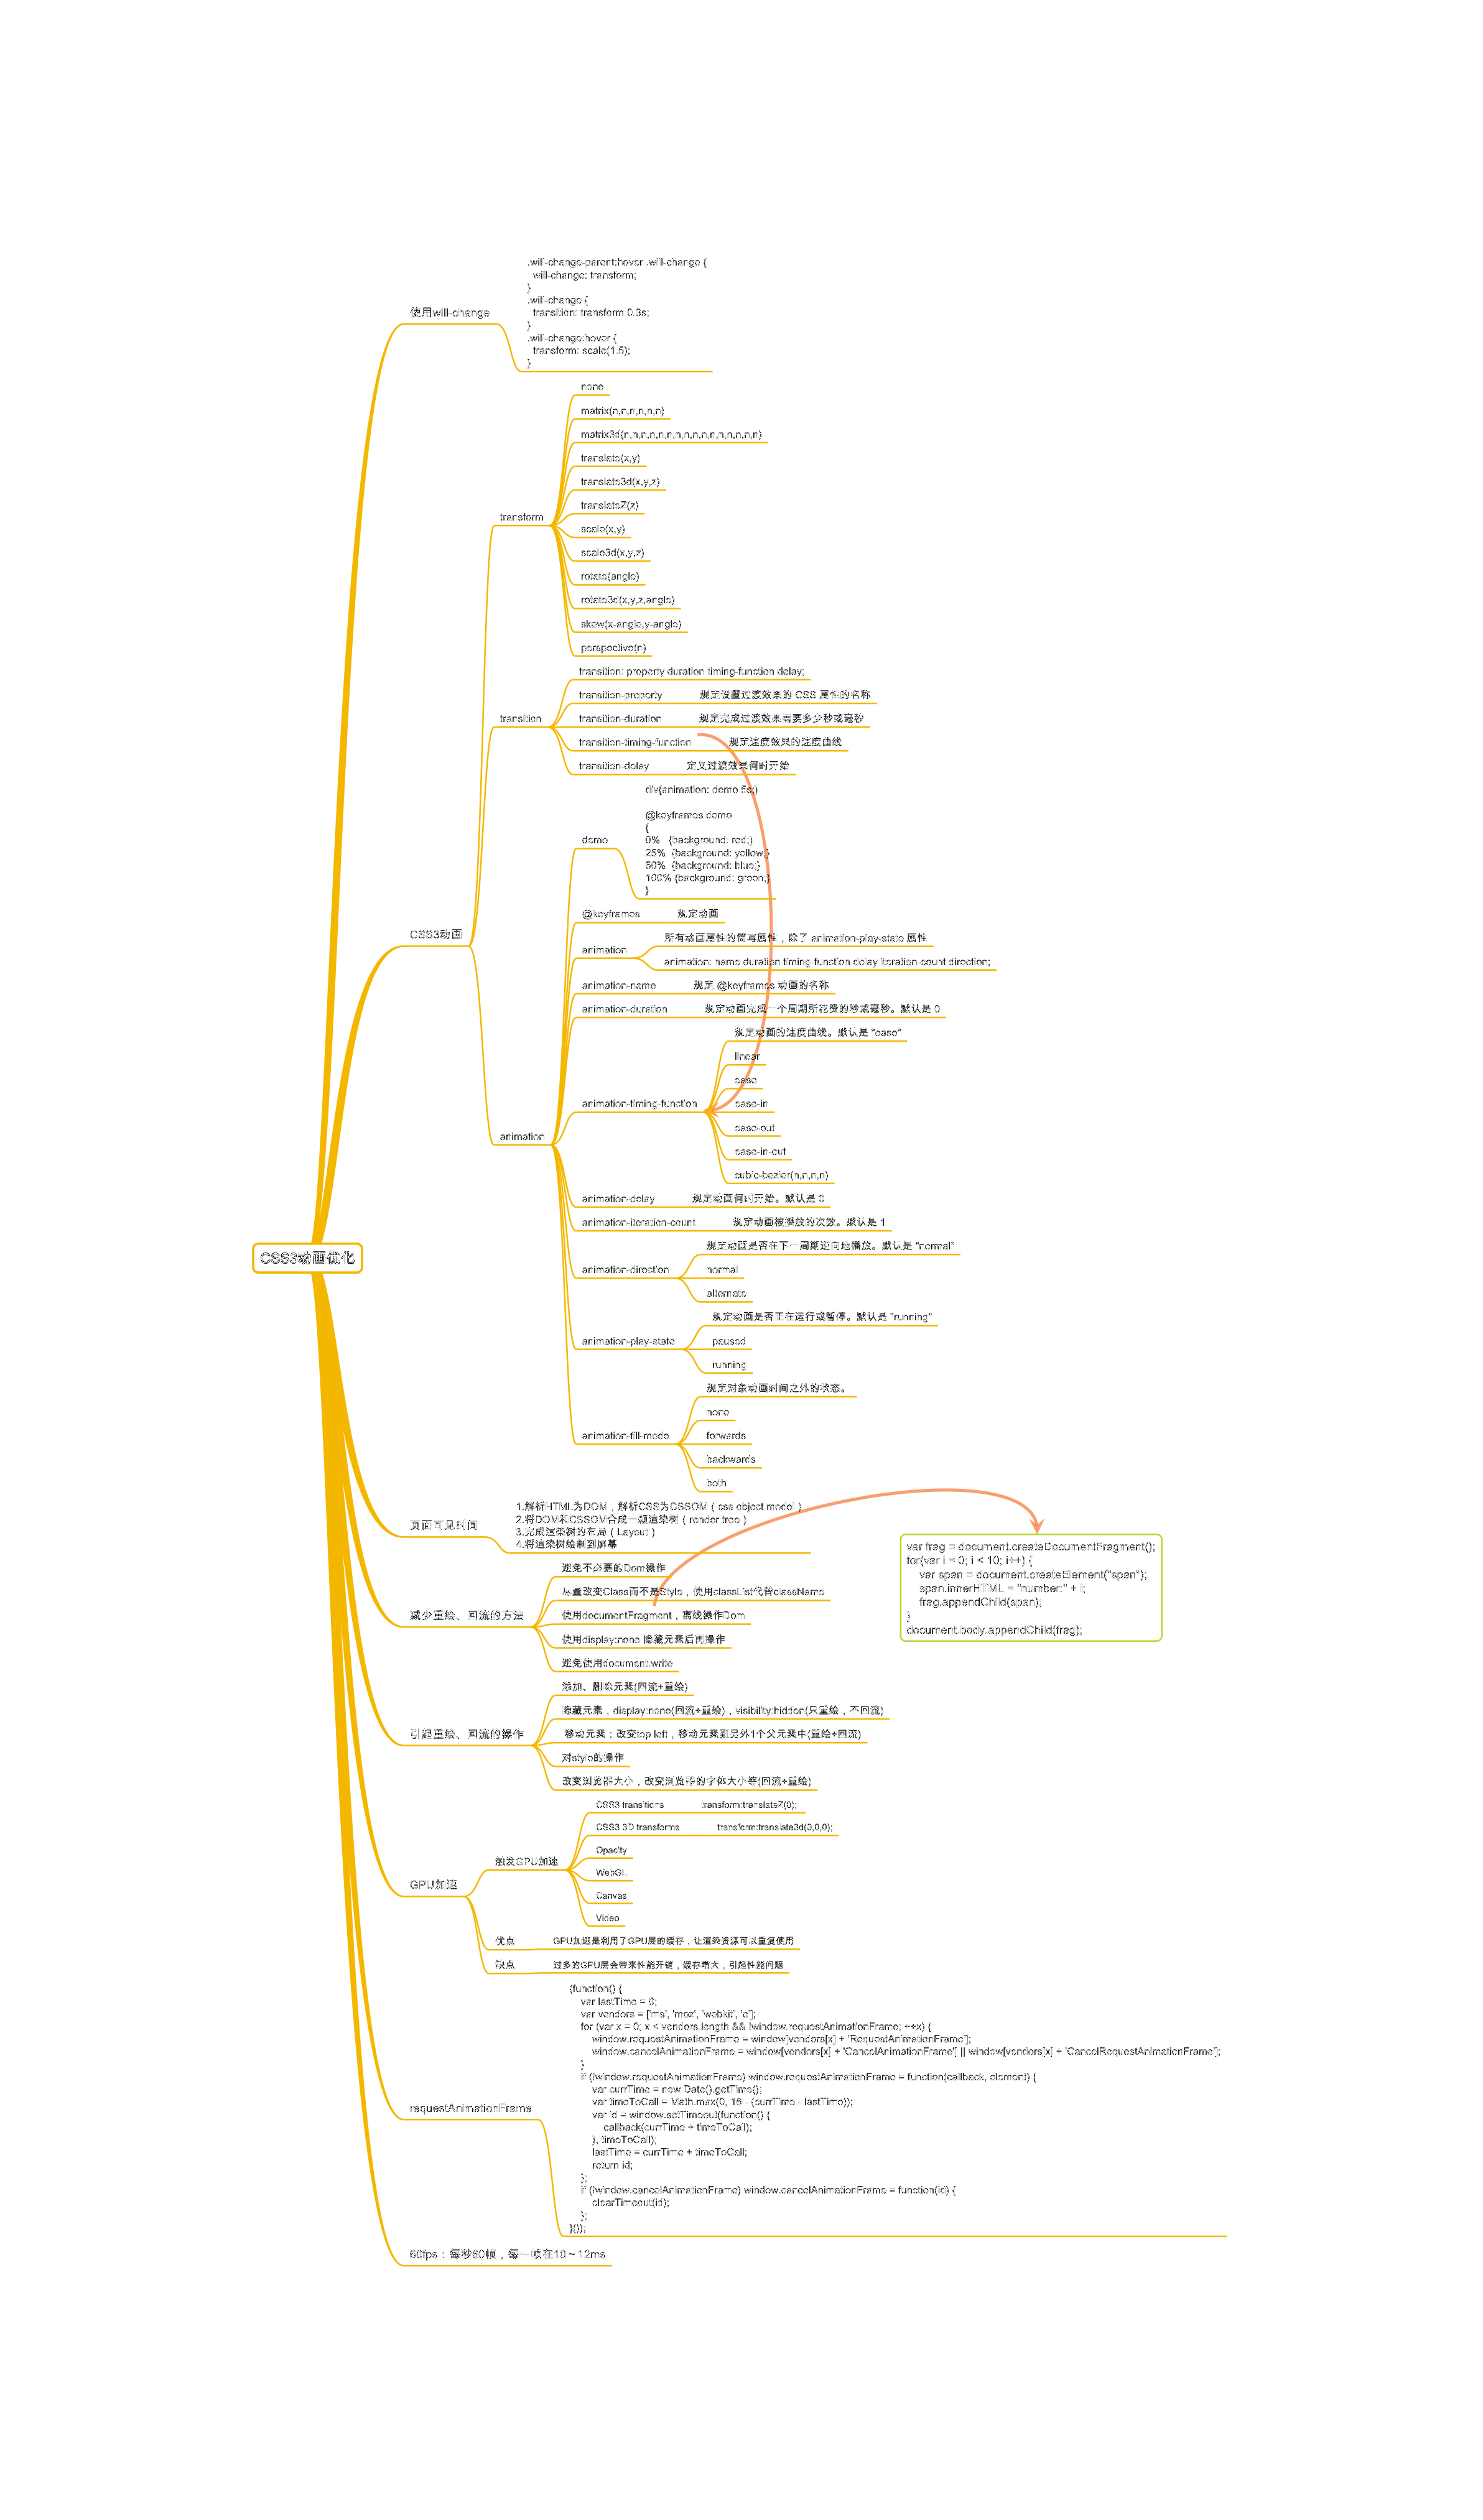 CSS3动画优化
使用will-change
.will-change-parent:hover .will-change {
will-change: transform;
}
.will-change {
transition: transform 0.3s;
}
.will-change:hover {
transform: scale(1.5);
}
CSS3动画
transform
none
matrix(n,n,n,n,n,n)
matrix3d(n,n,n,n,n,n,n,n,n,n,n,n,n,n,n,n)
translate(x,y)
translate3d(x,y,z)
translateZ(z)
scale(x,y)
scale3d(x,y,z)
rotate(angle)
rotate3d(x,y,z,angle)
skew(x-angle,y-angle)
perspective(n)
transition
transition: property duration timing-function delay;
transition-property 规定设置过渡效果的 CSS 属性的名称
transition-duration 规定完成过渡效果需要多少秒或毫秒
transition-timing-function 规定速度效果的速度曲线
transition-delay 定义过渡效果何时开始
animation
demo
div{animation: demo 5s;}
@keyframes demo
{
0% {background: red;}
25% {background: yellow;}
50% {background: blue;}
100% {background: green;}
}
@keyframes 规定动画
animation
所有动画属性的简写属性，除了 animation-play-state 属性
animation: name duration timing-function delay iteration-count direction;
animation-name 规定 @keyframes 动画的名称
animation-duration 规定动画完成一个周期所花费的秒或毫秒。默认是 0
animation-timing-function
规定动画的速度曲线。默认是 "ease"
linear
ease
ease-in
ease-out
ease-in-out
cubic-bezier(n,n,n,n)
animation-delay 规定动画何时开始。默认是 0
animation-iteration-count 规定动画被播放的次数。默认是 1
animation-direction
规定动画是否在下一周期逆向地播放。默认是 "normal"
normal
alternate
animation-play-state
规定动画是否正在运行或暂停。默认是 "running"
paused
running
animation-fill-mode
规定对象动画时间之外的状态。
none
forwards
backwards
both
页面可见时间
1.解析HTML为DOM，解析CSS为CSSOM（css object model）
2.将DOM和CSSOM合成一颗渲染树（render tree）
3.完成渲染树的布局（Layout）
4.将渲染树绘制到屏幕
减少重绘、回流的方法
避免不必要的Dom操作
尽量改变Class而不是Style，使用classList代替className
使用documentFragment，离线操作Dom
使用display:none 隐藏元素后再操作
避免使用document.write
var frag = document.createDocumentFragment();
for(var i = 0; i < 10; i++) {
var span = document.createElement("span");
span.innerHTML = "number:" + i;
frag.appendChild(span);
}
document.body.appendChild(frag);
引起重绘、回流的操作
添加、删除元素(回流+重绘)
隐藏元素，display:none(回流+重绘)，visibility:hidden(只重绘，不回流)
移动元素：改变top left，移动元素到另外1个父元素中(重绘+回流)
对style的操作
改变浏览器大小，改变浏览器的字体大小等(回流+重绘)
GPU加速
触发GPU加速
CSS3 transitions transform:translateZ(0);
CSS3 3D transforms transform:translate3d(0,0,0);
Opacity
WebGL
Canvas
Video
优点 GPU加速是利用了GPU层的缓存，让渲染资源可以重复使用
缺点 过多的GPU层会带来性能开销，缓存增大，引起性能问题
requestAnimationFrame
(function() {
var lastTime = 0;
var vendors = ['ms', 'moz', 'webkit', 'o'];
for (var x = 0; x < vendors.length && !window.requestAnimationFrame; ++x) {
window.requestAnimationFrame = window[vendors[x] + 'RequestAnimationFrame'];
window.cancelAnimationFrame = window[vendors[x] + 'CancelAnimationFrame'] || window[vendors[x] + 'CancelRequestAnimationFrame'];
}
if (!window.requestAnimationFrame) window.requestAnimationFrame = function(callback, element) {
var currTime = new Date().getTime();
var timeToCall = Math.max(0, 16 - (currTime - lastTime));
var id = window.setTimeout(function() {
callback(currTime + timeToCall);
}, timeToCall);
lastTime = currTime + timeToCall;
return id;
};
if (!window.cancelAnimationFrame) window.cancelAnimationFrame = function(id) {
clearTimeout(id);
};
}());
60fps：每秒60帧，每一帧在10～12ms